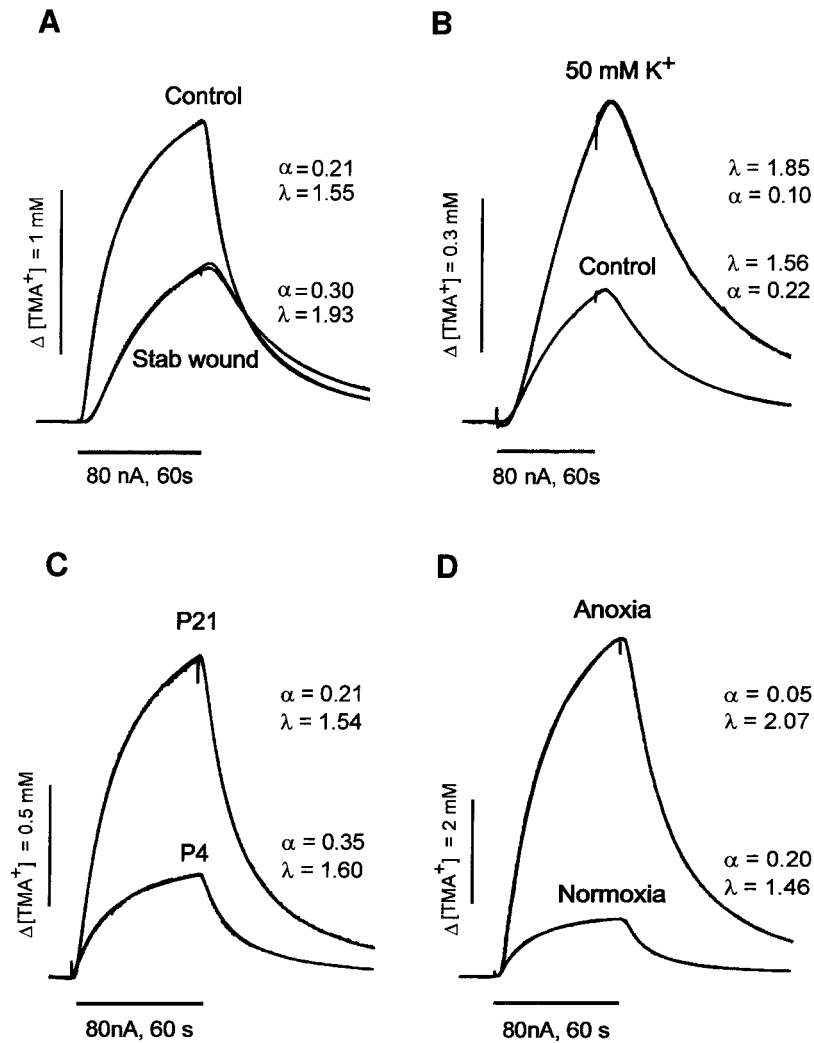 A
Control
α = 0.21
λ = 1.55
Δ [TMA+] = 1 mM
α = 0.30
λ = 1.93
Stab wound
80 nA, 60s
B
50 mM K+
λ = 1.85
α = 0.10
Δ [TMA+] = 0.3 mM
Control
λ = 1.56
α = 0.22
80 nA, 60s
C
P21
α = 0.21
λ = 1.54
Δ [TMA+] = 0.5 mM
P4
α = 0.35
λ = 1.60
80nA, 60 s
D
Anoxia
α = 0.05
λ = 2.07
Δ [TMA+] = 2 mM
Normoxia
α = 0.20
λ = 1.46
80nA, 60 s